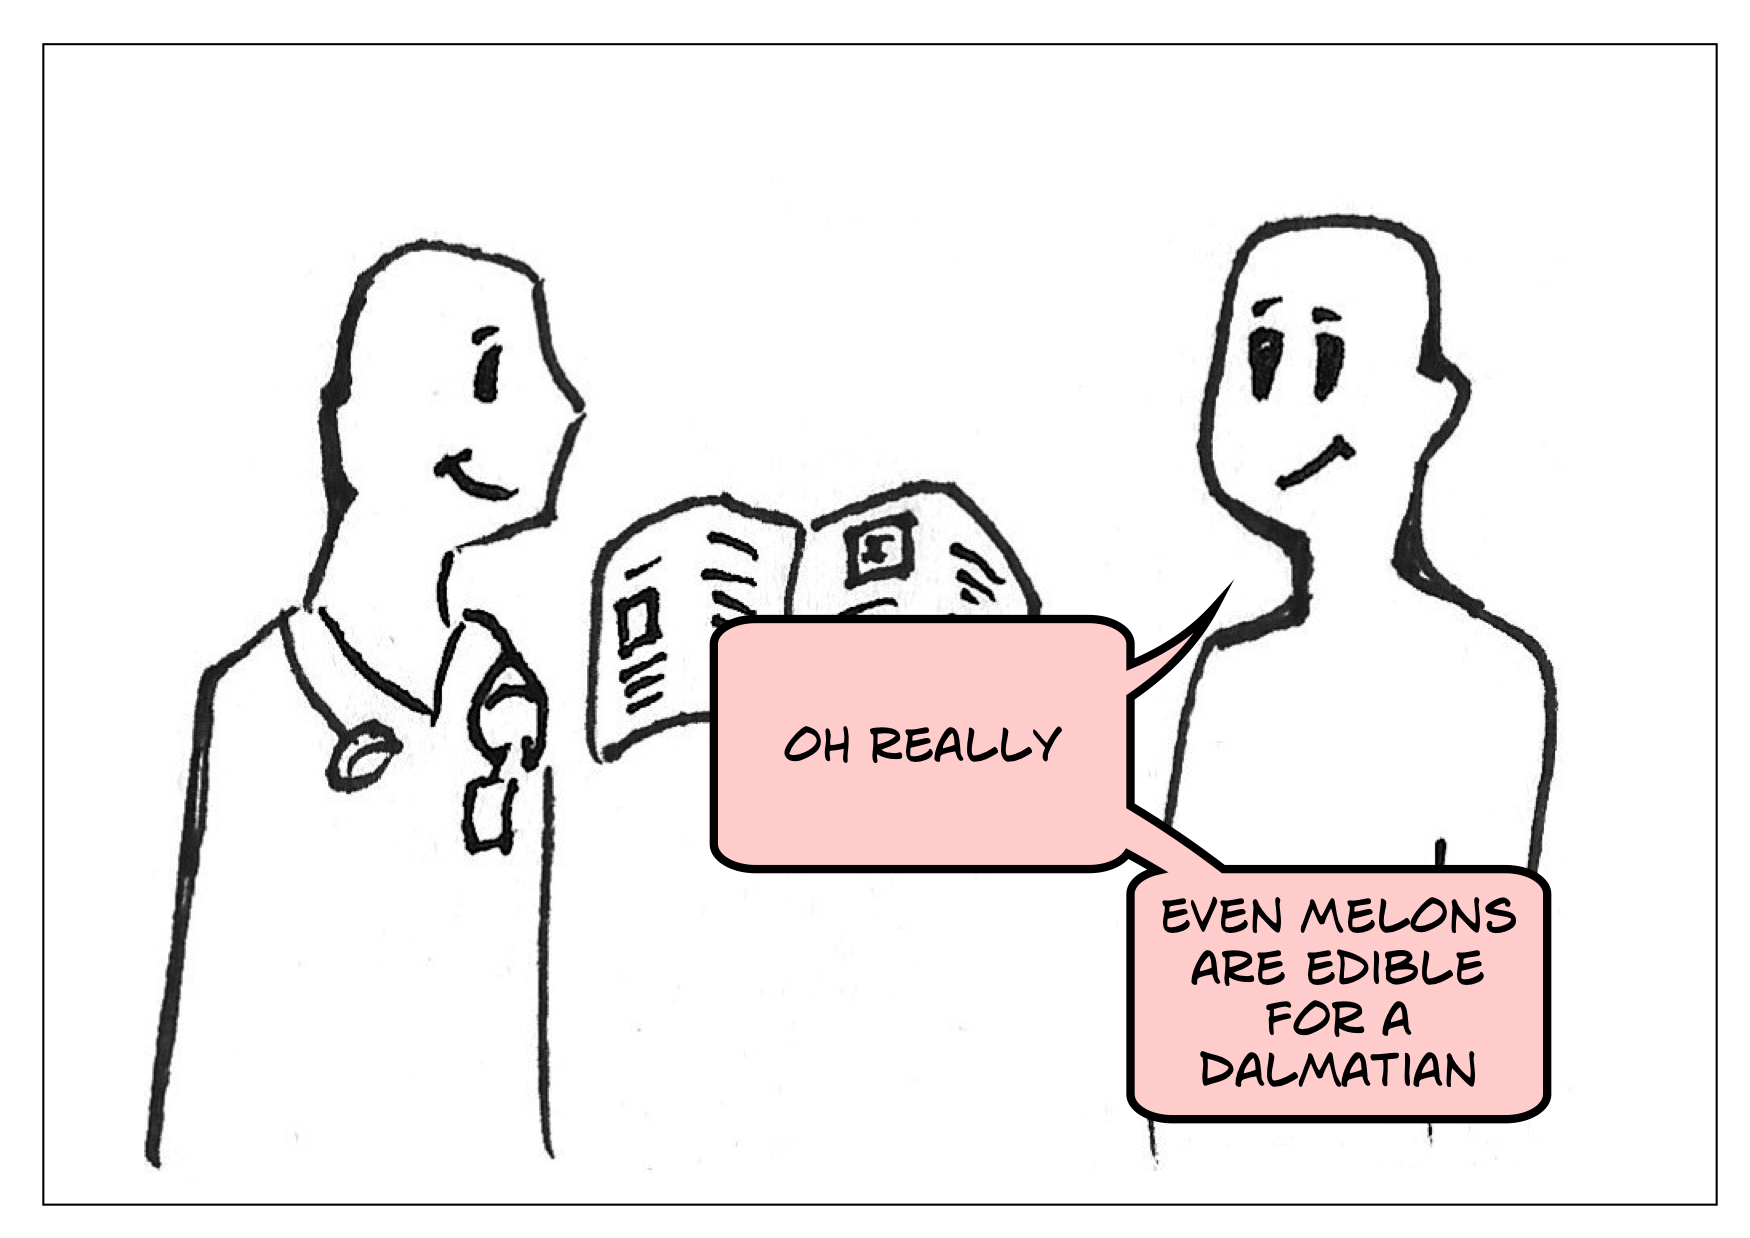 OH REALLY
EVEN MELONS
ARE EDIBLE
FOR A
DALMATIAN